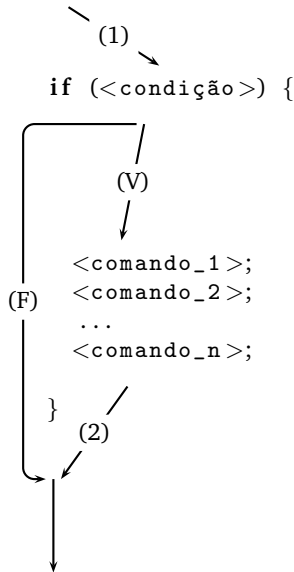 (1)
if (<condição>) {
(V)
<comando_1>;
<comando_2>;
(F)
...
<comando_n>;
}
(2)